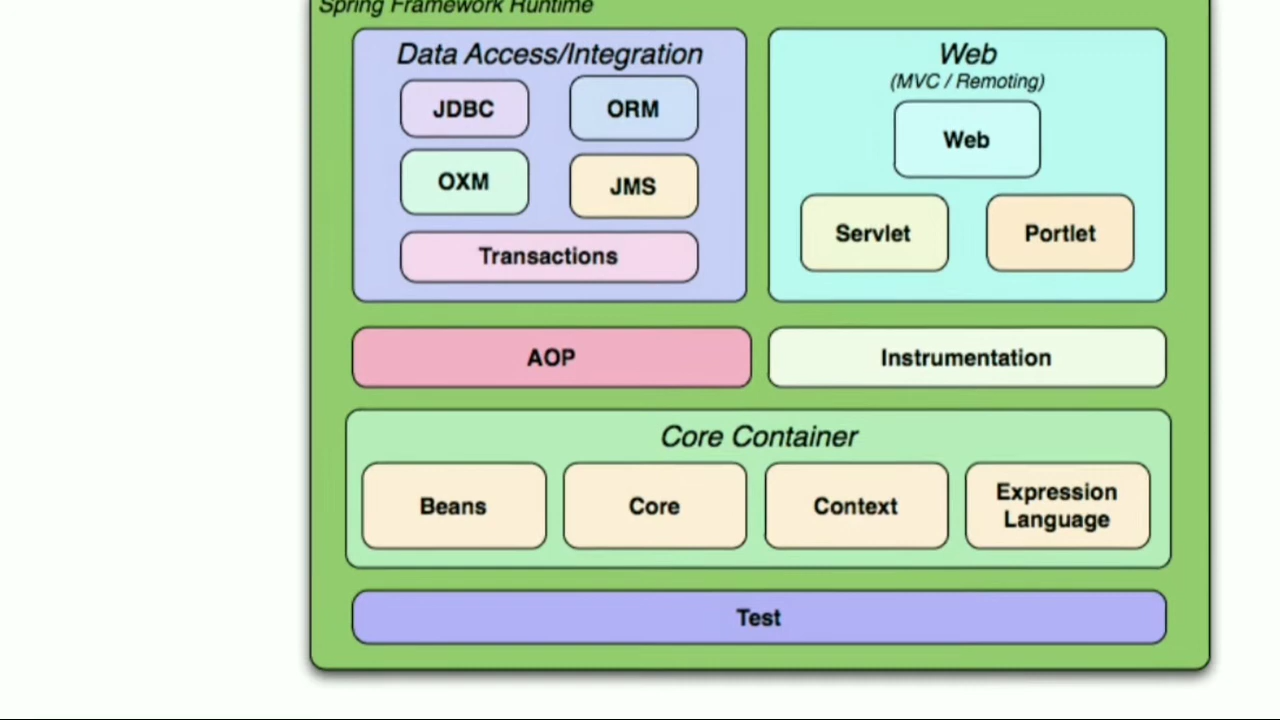 Spring Framework Runtime
Data Access/Integration
JDBC
ORM
OXM
JMS
Transactions
Web
(MVC / Remoting)
Web
Servlet
Portlet
AOP
Instrumentation
Core Container
Beans
Core
Context
Expression
Language
Test